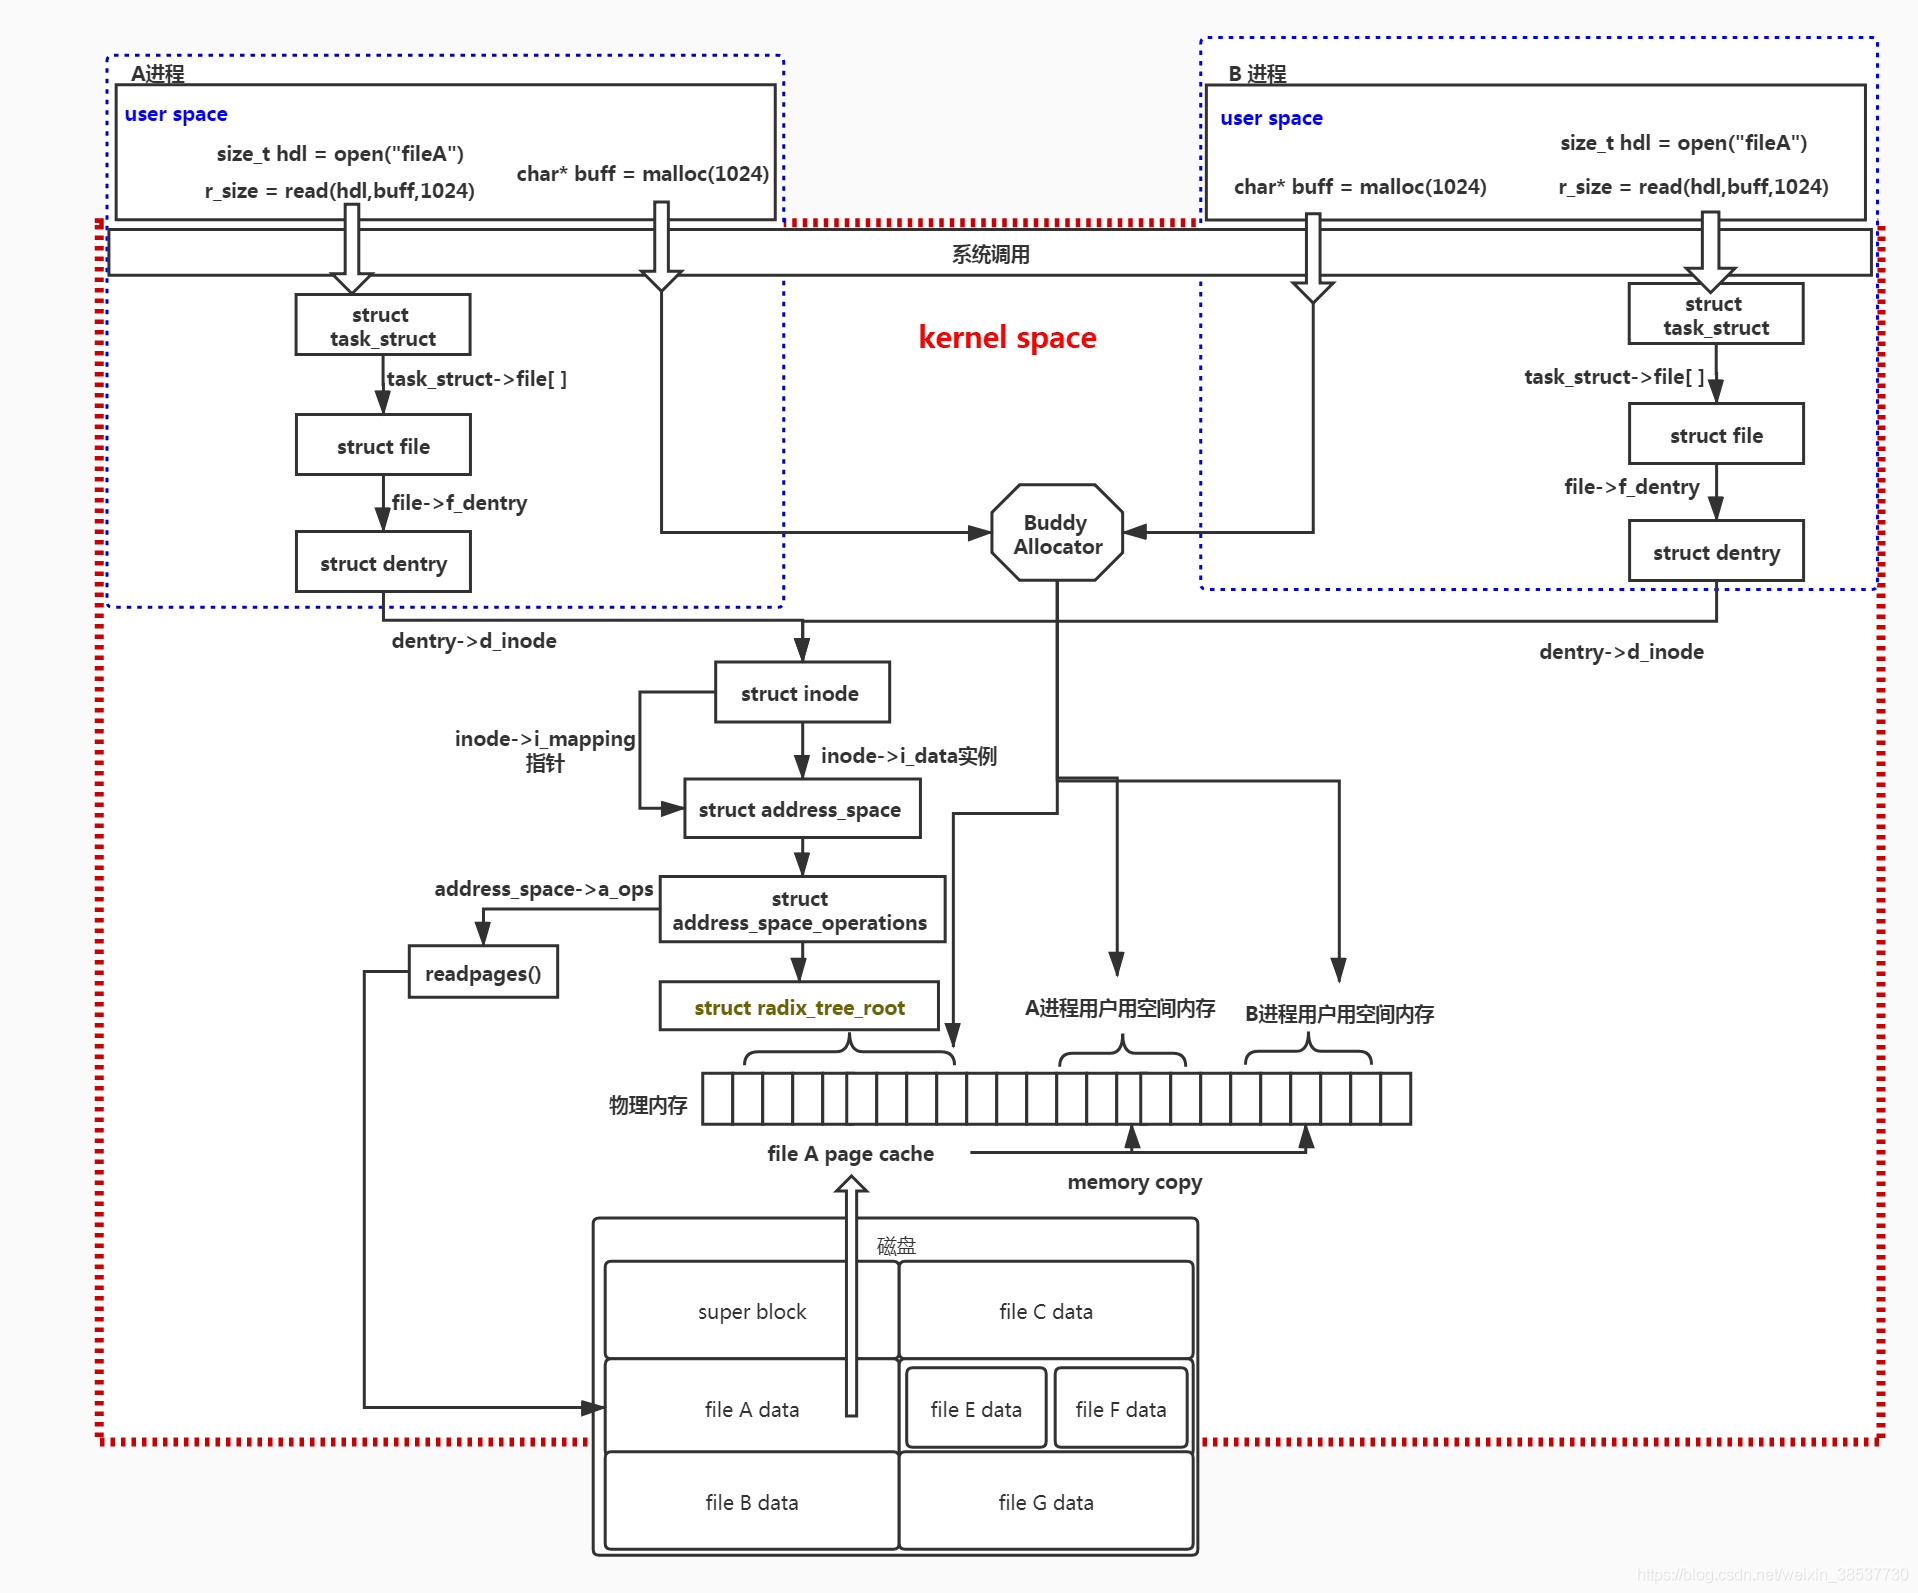 A进程
user space
size_t hdl = open("fileA")
r_size = read(hdl,buff,1024)
char* buff = malloc(1024)
B 进程
user space
size_t hdl = open("fileA")
char* buff = malloc(1024)
r_size = read(hdl,buff,1024)
系统调用
kernel space
struct
task_struct
task_struct->file[ ]
struct file
file->f_dentry
struct dentry
dentry->d_inode
struct
task_struct
task_struct->file[ ]
struct file
file->f_dentry
struct dentry
dentry->d_inode
Buddy
Allocator
struct inode
inode->i_mapping
指针
inode->i_data实例
struct address_space
address_space->a_ops
struct
address_space_operations
readpages()
struct radix_tree_root
A进程用户用空间内存
B进程用户用空间内存
物理内存
file A page cache
memory copy
磁盘
super block
file C data
file A data
file E data
file F data
file B data
file G data
https://blog.csdn.net/weixin_38537730